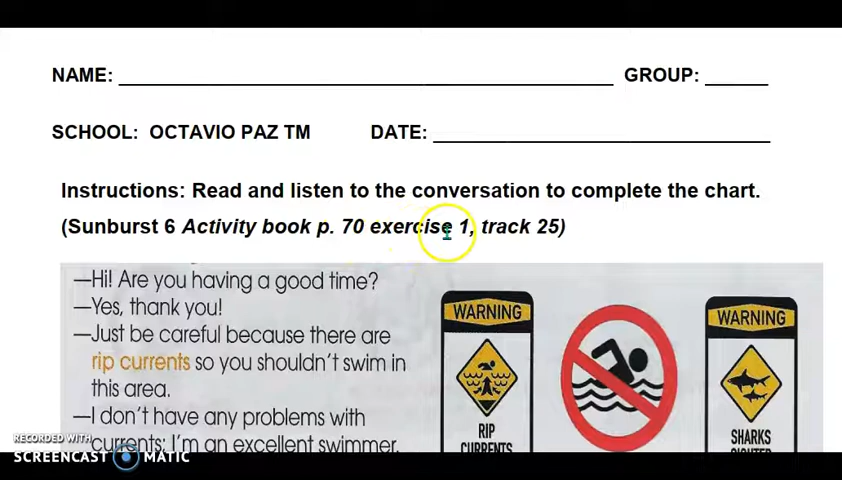 NAME: GROUP:
SCHOOL: OCTAVIO PAZ TM DATE:
Instructions: Read and listen to the conversation to complete the chart.
(Sunburst 6 Activity book p. 70 exercise 1, track 25)
—Hi! Are you having a good time?
—Yes, thank you!
—Just be careful because there are
rip currents so you shouldn't swim in
this area.
—I don't have any problems with
currents; I'm an excellent swimmer.
WARNING
RIP
CURRENTS
WARNING
SHARKS
SIGHTED
RECORDED WITH
SCREENCAST MATIC